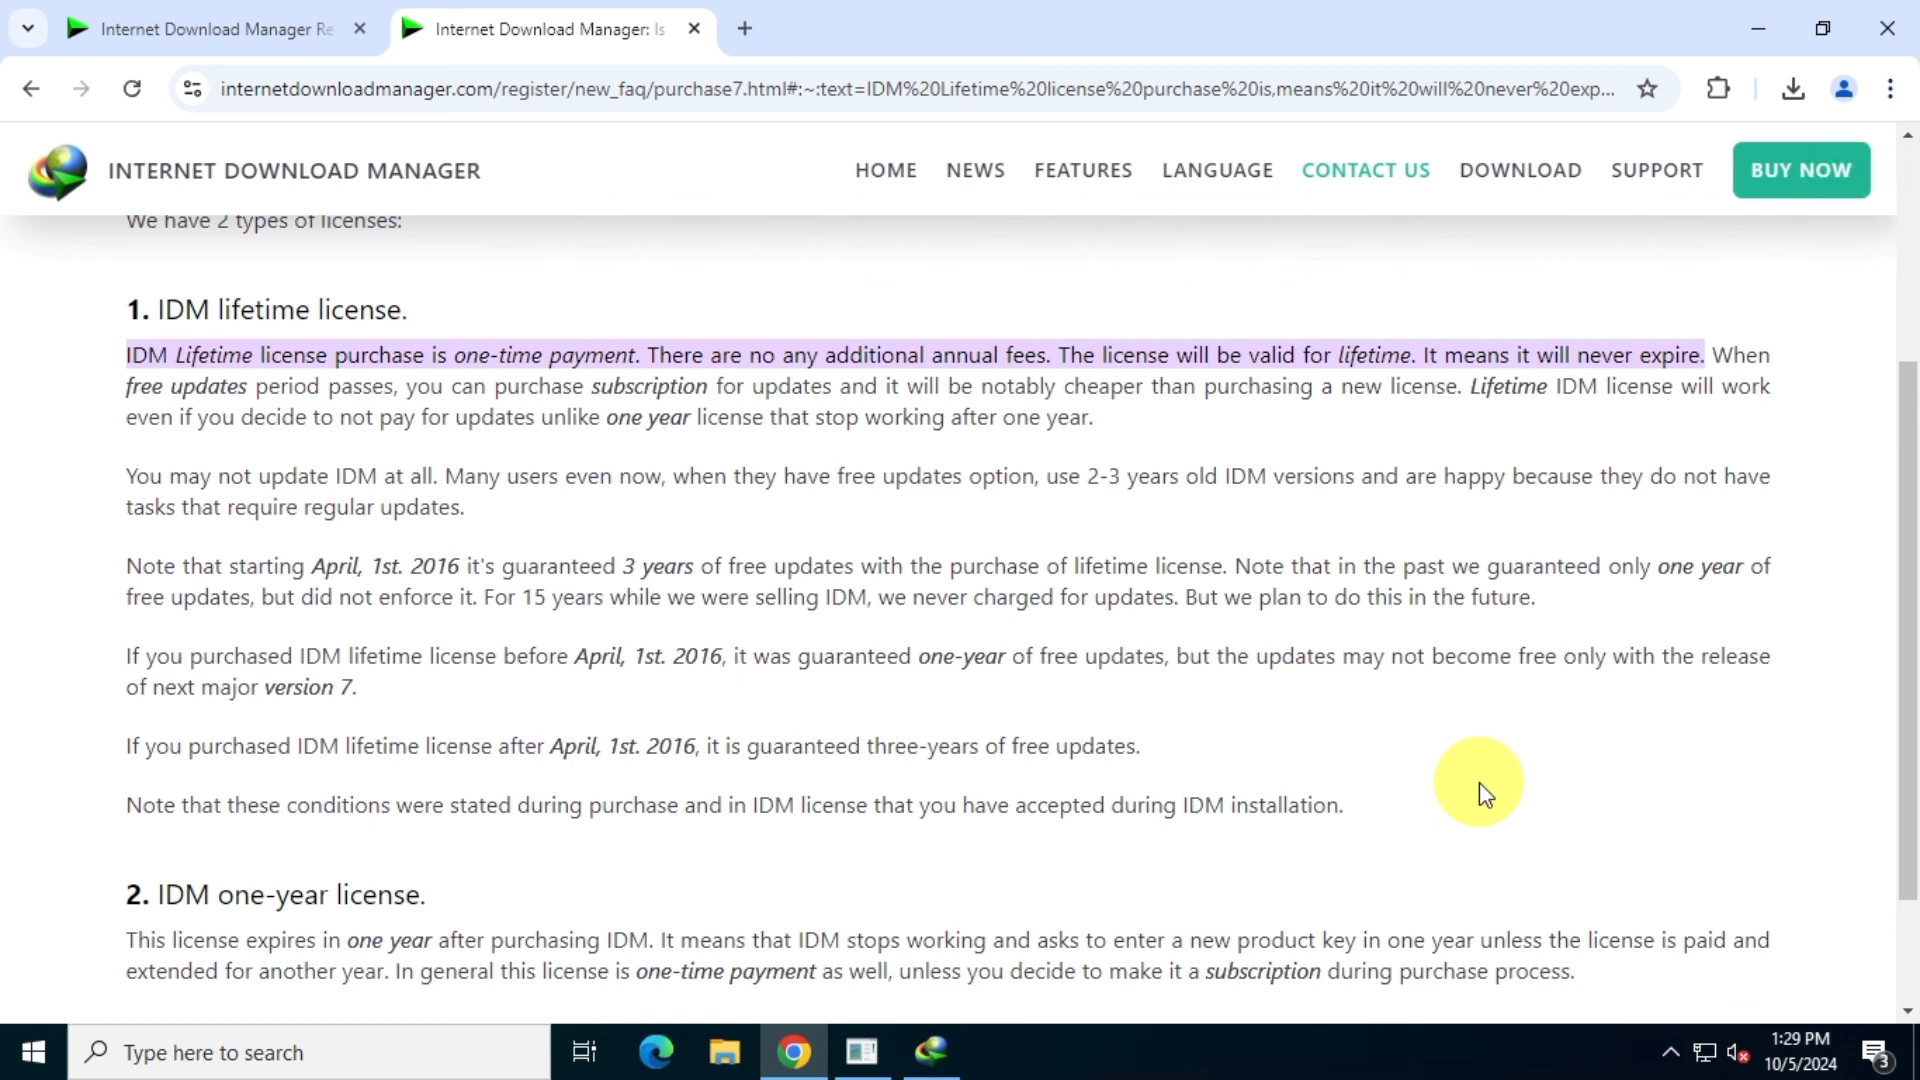 Internet Download Manager Re
Internet Download Manager: Is
internetdownloadmanager.com/register/new_faq/purchase7.html#:~:text=IDM%20Lifetime%20license%20purchase%20is,means%20it%20will%20never%20exp...
INTERNET DOWNLOAD MANAGER
HOME NEWS FEATURES LANGUAGE CONTACT US DOWNLOAD SUPPORT BUY NOW
We have 2 types of licenses:
1. IDM lifetime license.
IDM Lifetime license purchase is one-time payment. There are no any additional annual fees. The license will be valid for lifetime. It means it will never expire. When
free updates period passes, you can purchase subscription for updates and it will be notably cheaper than purchasing a new license. Lifetime IDM license will work
even if you decide to not pay for updates unlike one year license that stop working after one year.
You may not update IDM at all. Many users even now, when they have free updates option, use 2-3 years old IDM versions and are happy because they do not have
tasks that require regular updates.
Note that starting April, 1st. 2016 it's guaranteed 3 years of free updates with the purchase of lifetime license. Note that in the past we guaranteed only one year of
free updates, but did not enforce it. For 15 years while we were selling IDM, we never charged for updates. But we plan to do this in the future.
If you purchased IDM lifetime license before April, 1st. 2016, it was guaranteed one-year of free updates, but the updates may not become free only with the release
of next major version 7.
If you purchased IDM lifetime license after April, 1st. 2016, it is guaranteed three-years of free updates.
Note that these conditions were stated during purchase and in IDM license that you have accepted during IDM installation.
2. IDM one-year license.
This license expires in one year after purchasing IDM. It means that IDM stops working and asks to enter a new product key in one year unless the license is paid and
extended for another year. In general this license is one-time payment as well, unless you decide to make it a subscription during purchase process.
Type here to search
1:29 PM
10/5/2024
3